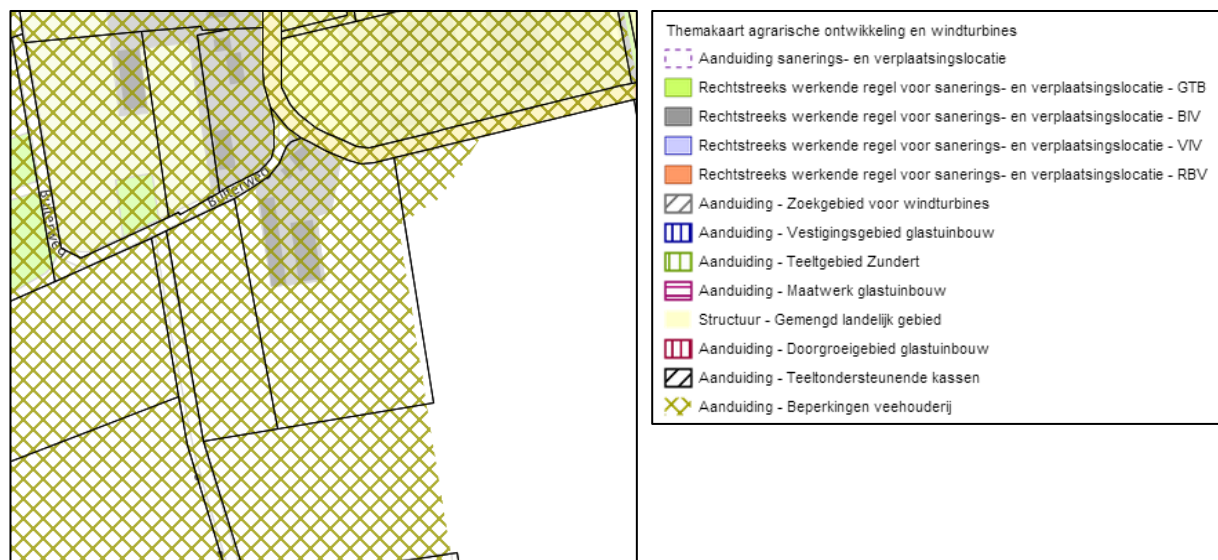 Bullerweg
Bullerweg
Themakaart agrarische ontwikkeling en windturbines
Aanduiding sanerings- en verplaatsingslocatie
Rechtstreeks werkende regel voor sanerings- en verplaatsingslocatie - GTB
Rechtstreeks werkende regel voor sanerings- en verplaatsingslocatie - BIV
Rechtstreeks werkende regel voor sanerings- en verplaatsingslocatie - VIV
Rechtstreeks werkende regel voor sanerings- en verplaatsingslocatie - RBV
Aanduiding - Zoekgebied voor windturbines
Aanduiding - Vestigingsgebied glastuinbouw
Aanduiding - Teeltgebied Zundert
Aanduiding - Maatwerk glastuinbouw
Structuur - Gemengd landelijk gebied
Aanduiding - Doorgroeigebied glastuinbouw
Aanduiding - Teeltondersteunende kassen
Aanduiding - Beperkingen veehouderij